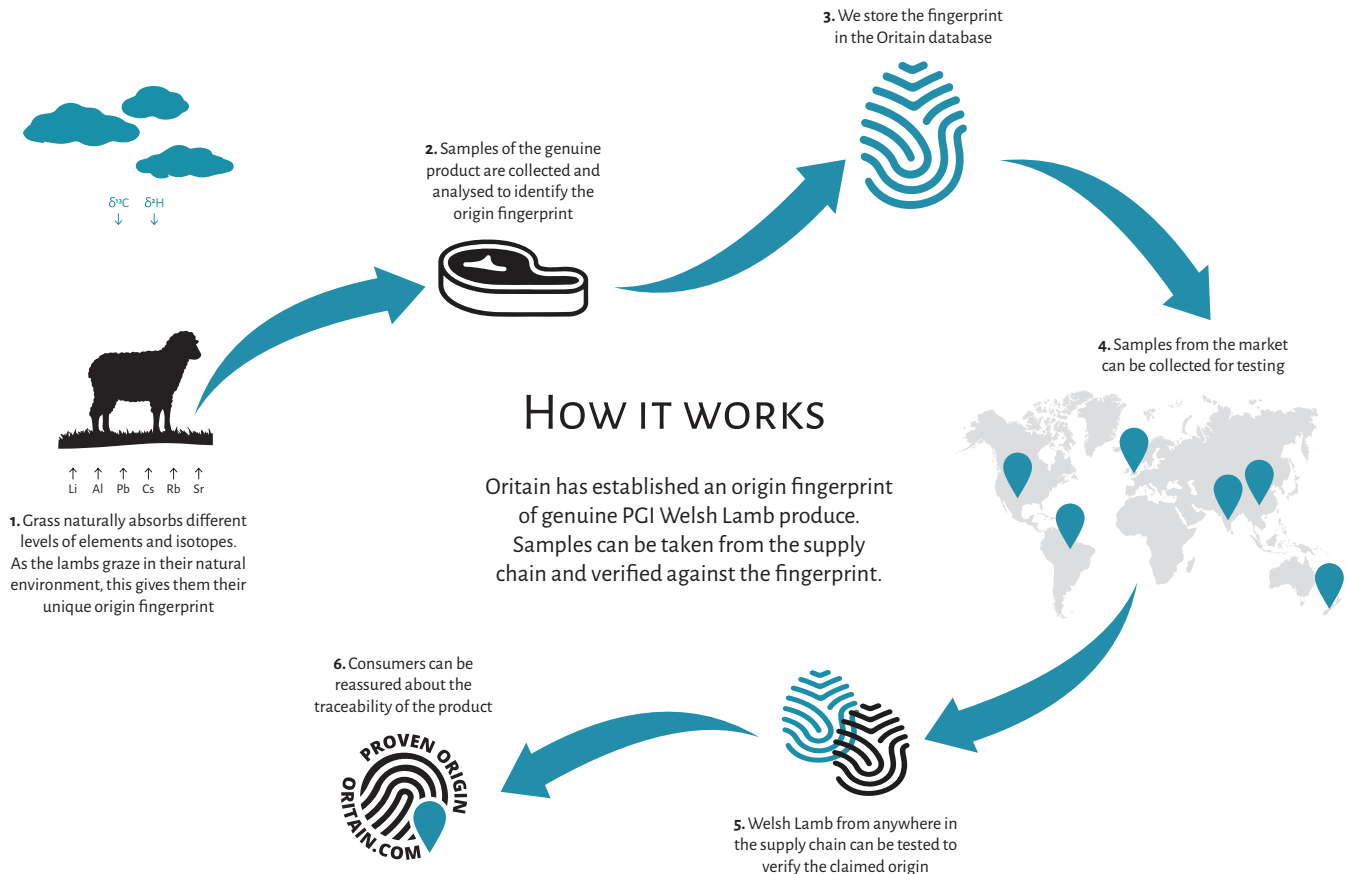 3. We store the fingerprint
in the Oritain database
2. Samples of the genuine
product are collected and
analysed to identify the
origin fingerprint
δ¹³C δ²H
↓ ↓
4. Samples from the market
can be collected for testing
HOW IT WORKS
Oritain has established an origin fingerprint
of genuine PGI Welsh Lamb produce.
Samples can be taken from the supply
chain and verified against the fingerprint.
↑ ↑ ↑ ↑ ↑ ↑
Li Al Pb Cs Rb Sr
1. Grass naturally absorbs different
levels of elements and isotopes.
As the lambs graze in their natural
environment, this gives them their
unique origin fingerprint
6. Consumers can be
reassured about the
traceability of the product
PROVEN ORIGIN
ORITAIN.COM
5. Welsh Lamb from anywhere in
the supply chain can be tested to
verify the claimed origin